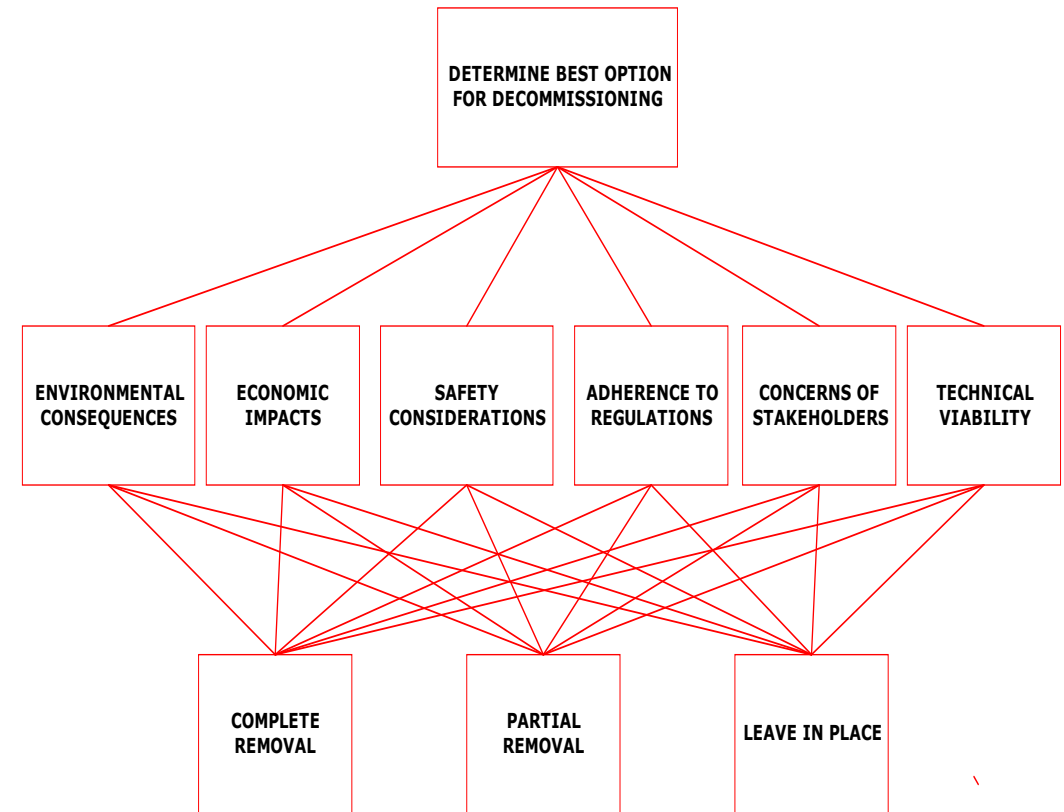 DETERMINE BEST OPTION
FOR DECOMMISSIONING
ENVIRONMENTAL
CONSEQUENCES
ECONOMIC
IMPACTS
SAFETY
CONSIDERATIONS
ADHERENCE TO
REGULATIONS
CONCERNS OF
STAKEHOLDERS
TECHNICAL
VIABILITY
COMPLETE
REMOVAL
PARTIAL
REMOVAL
LEAVE IN PLACE